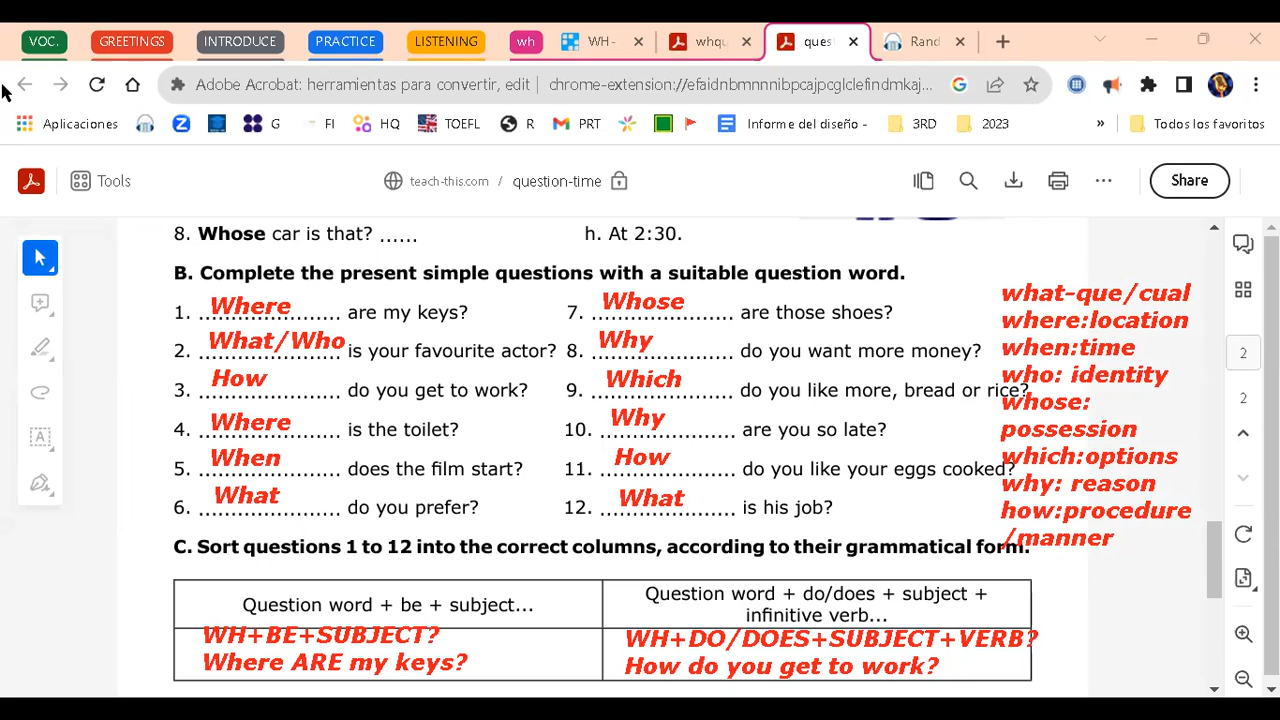 VOC. GREETINGS INTRODUCE PRACTICE LISTENING wh WH- whqu ques Rand
Adobe Acrobat: herramientas para convertir, edit | chrome-extension://efaidnbmnnnibpcajpcglclefindmkaj...
Aplicaciones G FI HQ TOEFL R PRT Informe del diseño - 3RD 2023 » Todos los favoritos
Tools teach-this.com / question-time Share
8. Whose car is that? ...... h. At 2:30.
B. Complete the present simple questions with a suitable question word.
1. Where are my keys? 7. Whose are those shoes?
2. What/Who is your favourite actor? 8. Why do you want more money?
3. How do you get to work? 9. Which do you like more, bread or rice?
4. Where is the toilet? 10. Why are you so late?
5. When does the film start? 11. How do you like your eggs cooked?
6. What do you prefer? 12. What is his job?
what-que/cual
where:location
when:time
who: identity
whose:
possession
which:options
why: reason
how:procedure
/manner
2
2
C. Sort questions 1 to 12 into the correct columns, according to their grammatical form.
Question word + be + subject...
Question word + do/does + subject +
infinitive verb...
WH+BE+SUBJECT?
Where ARE my keys?
WH+DO/DOES+SUBJECT+VERB?
How do you get to work?